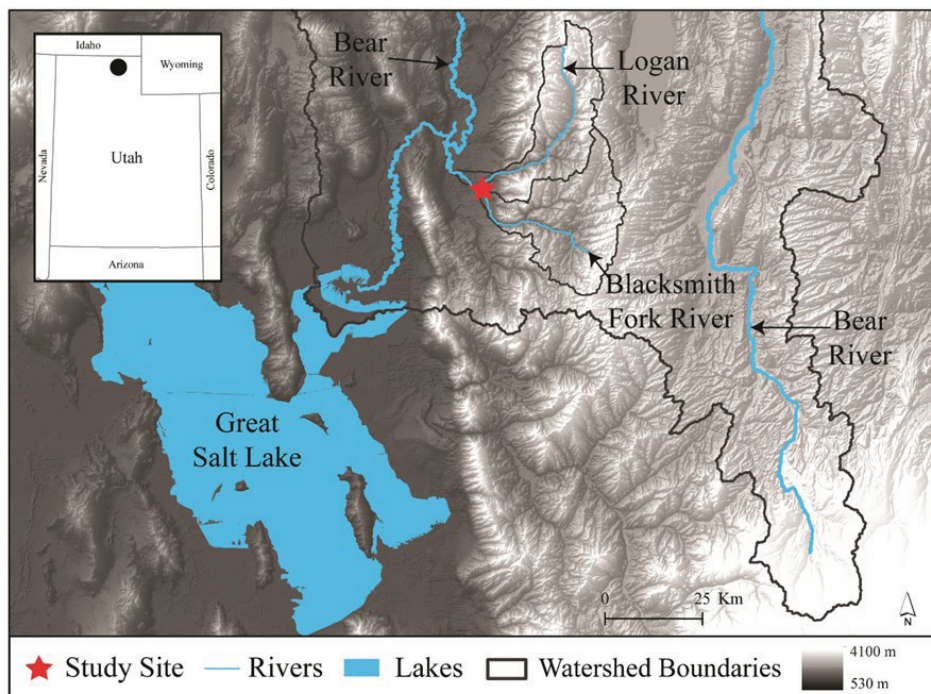 Idaho
Wyoming
Nevada
Utah
Colorado
Arizona
Bear
River
Logan
River
Blacksmith
Fork River
Bear
River
Great
Salt Lake
0 25 Km
N
Study Site Rivers Lakes Watershed Boundaries
4100 m
530 m